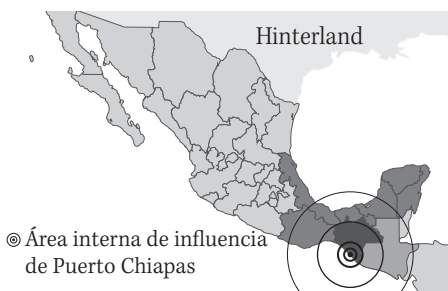 Hinterland
Área interna de influencia
de Puerto Chiapas